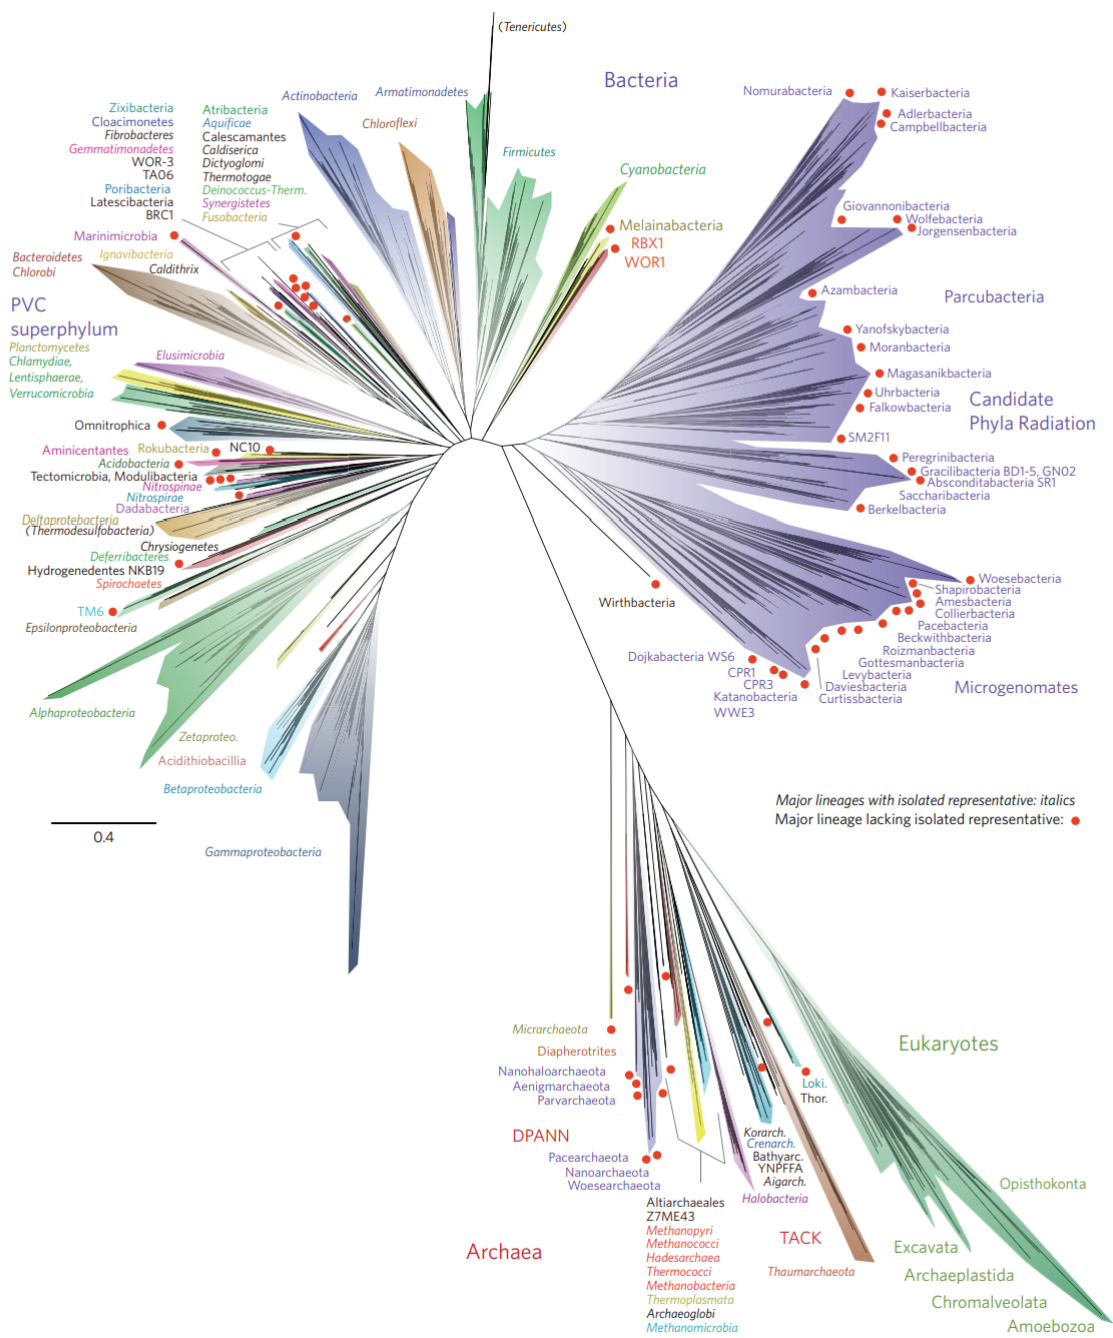 (Tenericutes)
Bacteria
Actinobacteria
Armatimonadetes
Chloroflexi
Firmicutes
Cyanobacteria
Melainabacteria
RBX1
WOR1
Zixibacteria
Cloacimonetes
Fibrobacteres
Gemmatimonadetes
WOR-3
TA06
Poribacteria
Latescibacteria
BRC1
Atribacteria
Aquificae
Calescamantes
Caldiserica
Dictyoglomi
Thermotogae
Deinococcus-Therm.
Synergistetes
Fusobacteria
Marinimicrobia
Ignavibacteria
Bacteroidetes
Chlorobi
Caldithrix
PVC
superphylum
Planctomycetes
Chlamydiae,
Lentisphaerae,
Verrucomicrobia
Elusimicrobia
Omnitrophica
Aminicentantes
Rokubacteria
NC10
Acidobacteria
Tectomicrobia, Modulibacteria
Nitrospinae
Nitrospirae
Dadabacteria
Deltaprotebacteria
(Thermodesulfobacteria)
Chrysiogenetes
Deferribacteres
Hydrogenedentes NKB19
Spirochaetes
TM6
Epsilonproteobacteria
Alphaproteobacteria
Zetaproteo.
Acidithiobacillia
Betaproteobacteria
Gammaproteobacteria
0.4
Nomurabacteria
Kaiserbacteria
Adlerbacteria
Campbellbacteria
Giovannonibacteria
Wolfebacteria
Jorgensenbacteria
Azambacteria
Parcubacteria
Yanofskybacteria
Moranbacteria
Magasanikbacteria
Uhrbacteria
Falkowbacteria
Candidate
Phyla Radiation
SM2F11
Peregrinibacteria
Gracilibacteria BD1-5, GN02
Absconditabacteria SR1
Saccharibacteria
Berkelbacteria
Woesebacteria
Shapirobacteria
Amesbacteria
Collierbacteria
Pacebacteria
Beckwithbacteria
Roizmanbacteria
Gottesmanbacteria
Levybacteria
Daviesbacteria
Curtissbacteria
Microgenomates
Wirthbacteria
Dojkabacteria WS6
CPR1
CPR3
Katanobacteria
WWE3
Major lineages with isolated representative: italics
Major lineage lacking isolated representative:
Micrarchaeota
Diapherotrites
Nanohaloarchaeota
Aenigmarchaeota
Parvarchaeota
DPANN
Pacearchaeota
Nanoarchaeota
Woesearchaeota
Archaea
Altiarchaeales
Z7ME43
Methanopyri
Methanococci
Hadesarchaea
Thermococci
Methanobacteria
Thermoplasmata
Archaeoglobi
Methanomicrobia
Halobacteria
Korarch.
Crenarch.
Bathyarc.
YNPFFA
Aigarch.
TACK
Thaumarchaeota
Loki.
Thor.
Eukaryotes
Opisthokonta
Excavata
Archaeplastida
Chromalveolata
Amoebozoa